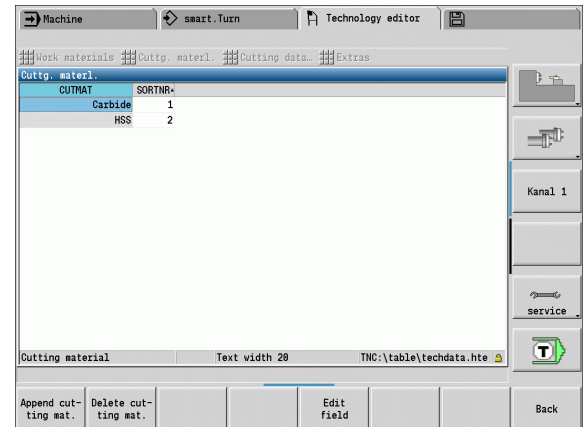 Machine
smart.Turn
Technology editor
Work materials Cuttg. materl. Cutting data… Extras
Cuttg. materl.
CUTMAT SORTNR
Carbide 1
HSS 2
Kanal 1
service
T
Cutting material Text width 20 TNC:\table\techdata.hte
Append cut-
ting mat.
Delete cut-
ting mat.
Edit
field
Back